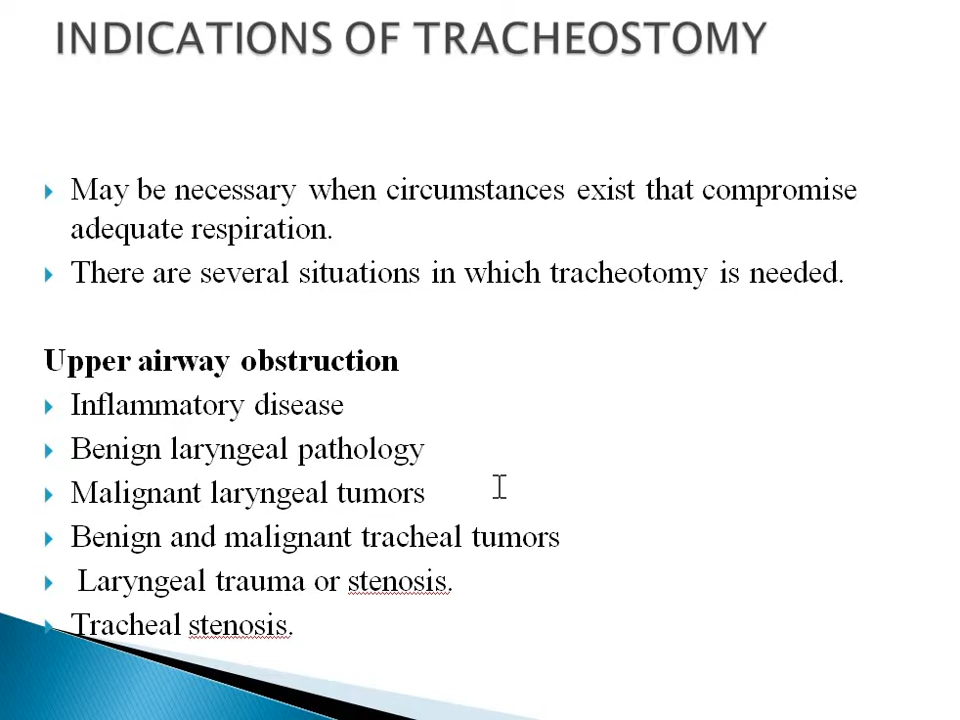 INDICATIONS OF TRACHEOSTOMY
May be necessary when circumstances exist that compromise
adequate respiration.
There are several situations in which tracheotomy is needed.
Upper airway obstruction
Inflammatory disease
Benign laryngeal pathology
Malignant laryngeal tumors
Benign and malignant tracheal tumors
Laryngeal trauma or stenosis.
Tracheal stenosis.